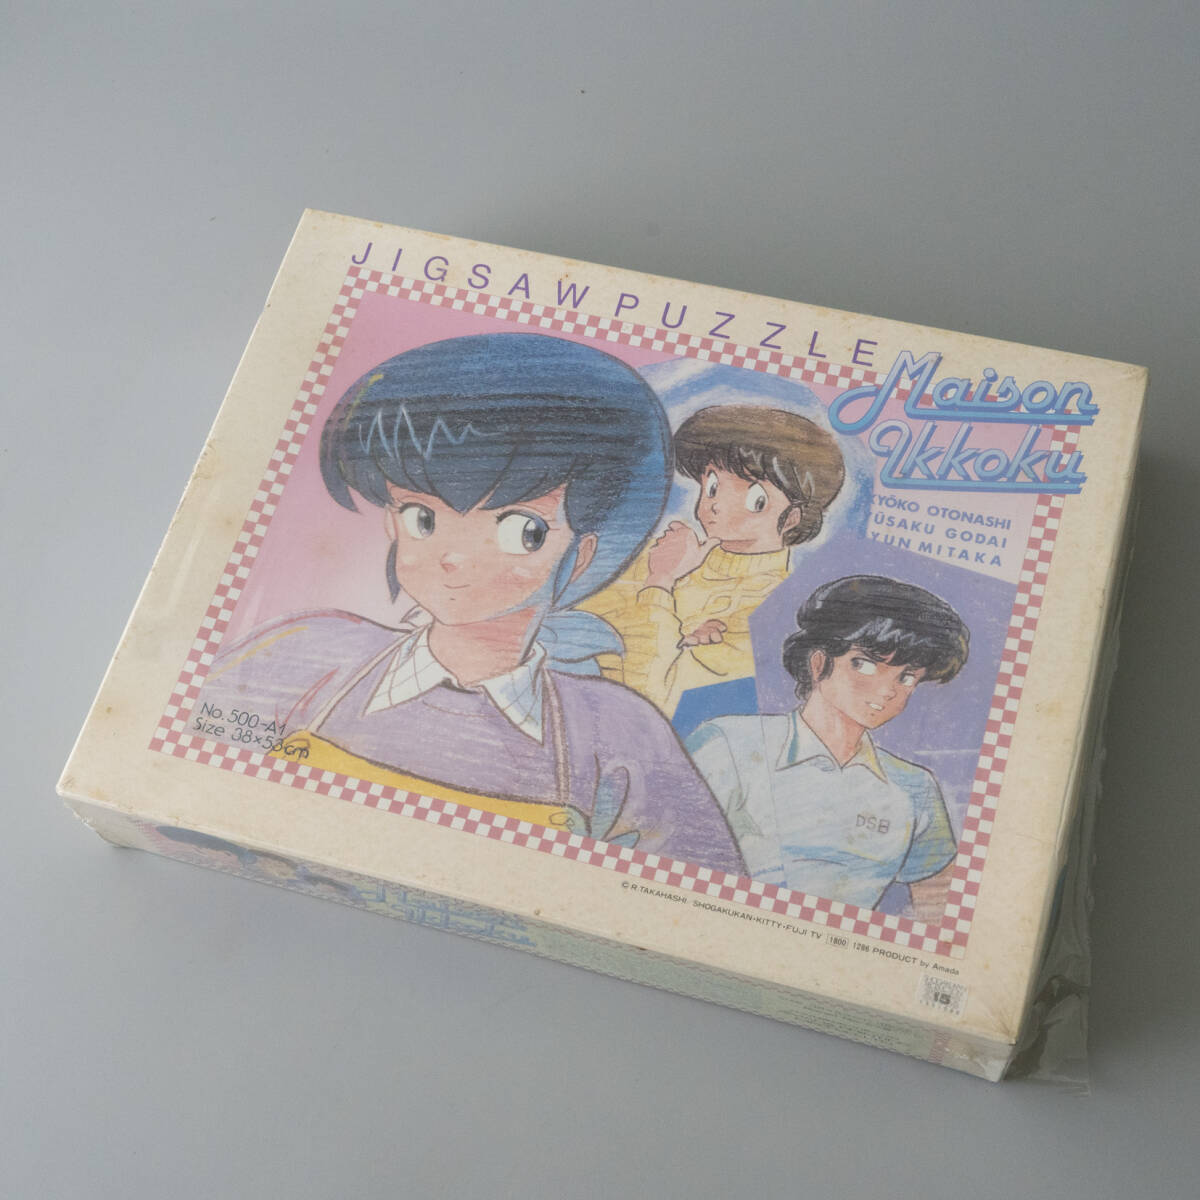 JIGSAW PUZZLE
Maison
Ikkoku
KYŌKO OTONASHI
YŪSAKU GODAI
YUN MITAKA
No. 500-A1
Size 38×53cm
DSB
© R. TAKAHASHI. SHOGAKUKAN・KITTY・FUJI TV 1800 1286 PRODUCT by Amada
15